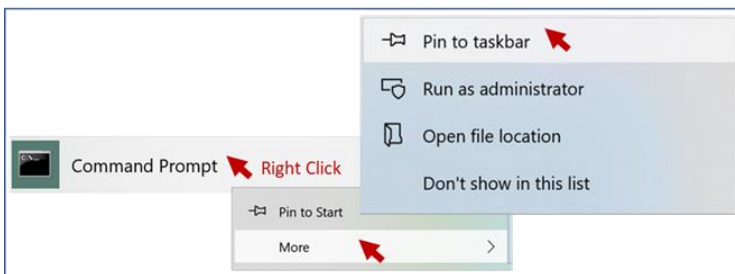 Pin to taskbar
Run as administrator
Open file location
Don't show in this list
Command Prompt
Right Click
Pin to Start
More